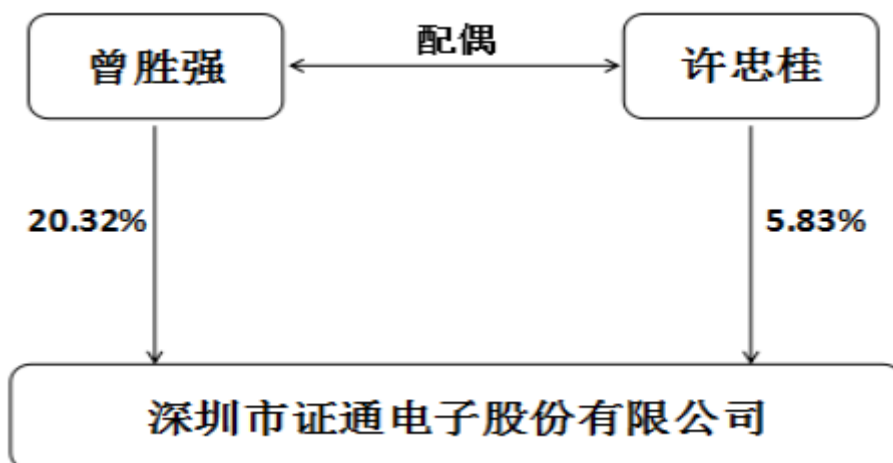 曾胜强
配偶
许忠桂
20.32%
5.83%
深圳市证通电子股份有限公司